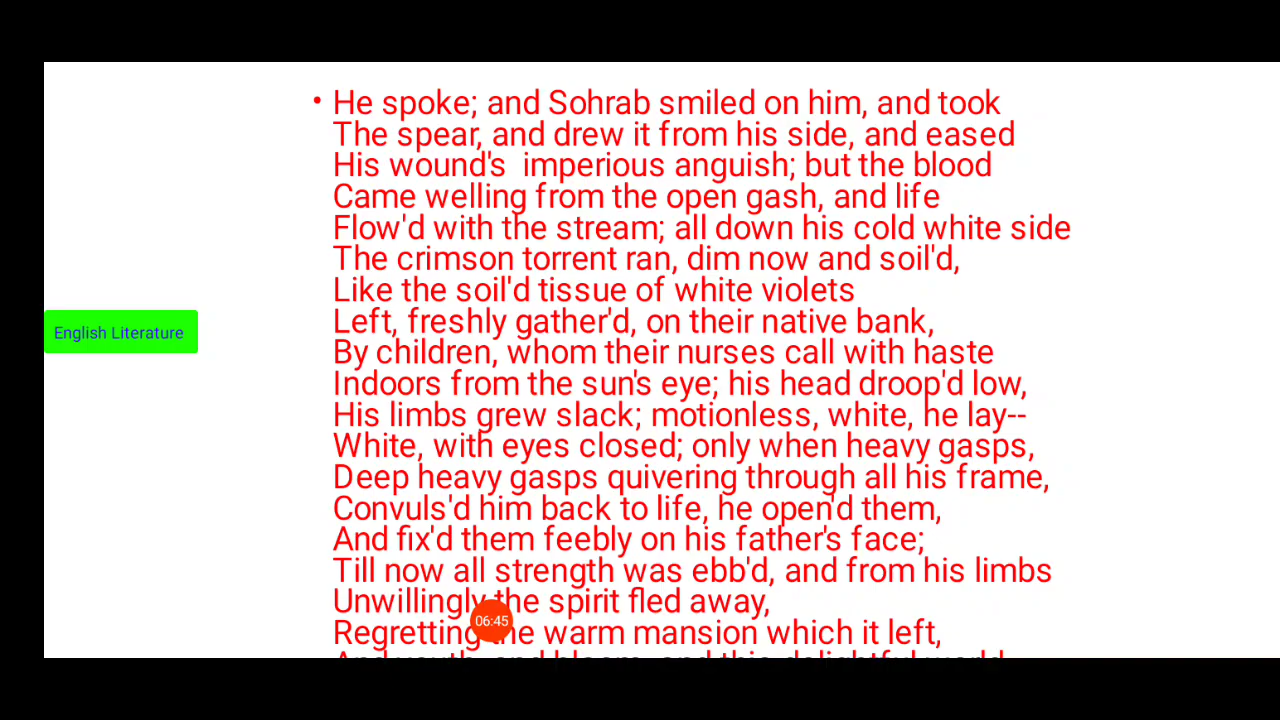 • He spoke; and Sohrab smiled on him, and took
The spear, and drew it from his side, and eased
His wound's imperious anguish; but the blood
Came welling from the open gash, and life
Flow'd with the stream; all down his cold white side
The crimson torrent ran, dim now and soil'd,
Like the soil'd tissue of white violets
Left, freshly gather'd, on their native bank,
By children, whom their nurses call with haste
Indoors from the sun's eye; his head droop'd low,
His limbs grew slack; motionless, white, he lay--
White, with eyes closed; only when heavy gasps,
Deep heavy gasps quivering through all his frame,
Convuls'd him back to life, he open'd them,
And fix'd them feebly on his father's face;
Till now all strength was ebb'd, and from his limbs
Unwillingly the spirit fled away,
Regretting the warm mansion which it left,
English Literature
06:45